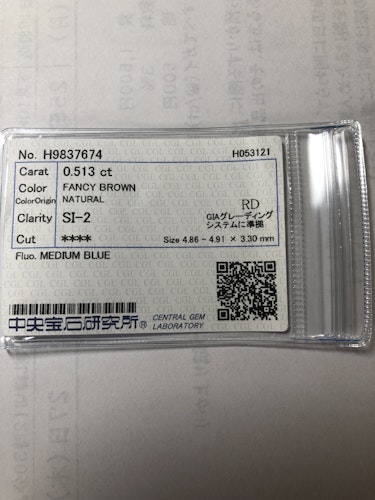 No. H9837674 H053121
Carat 0.513 ct
Color FANCY BROWN
ColorOrigin NATURAL
RD
Clarity SI-2 GIAグレーディング
システムに準拠
Cut **** Size 4.86 - 4.91 × 3.30 mm
Fluo. MEDIUM BLUE
中央宝石研究所® CENTRAL GEM
LABORATORY